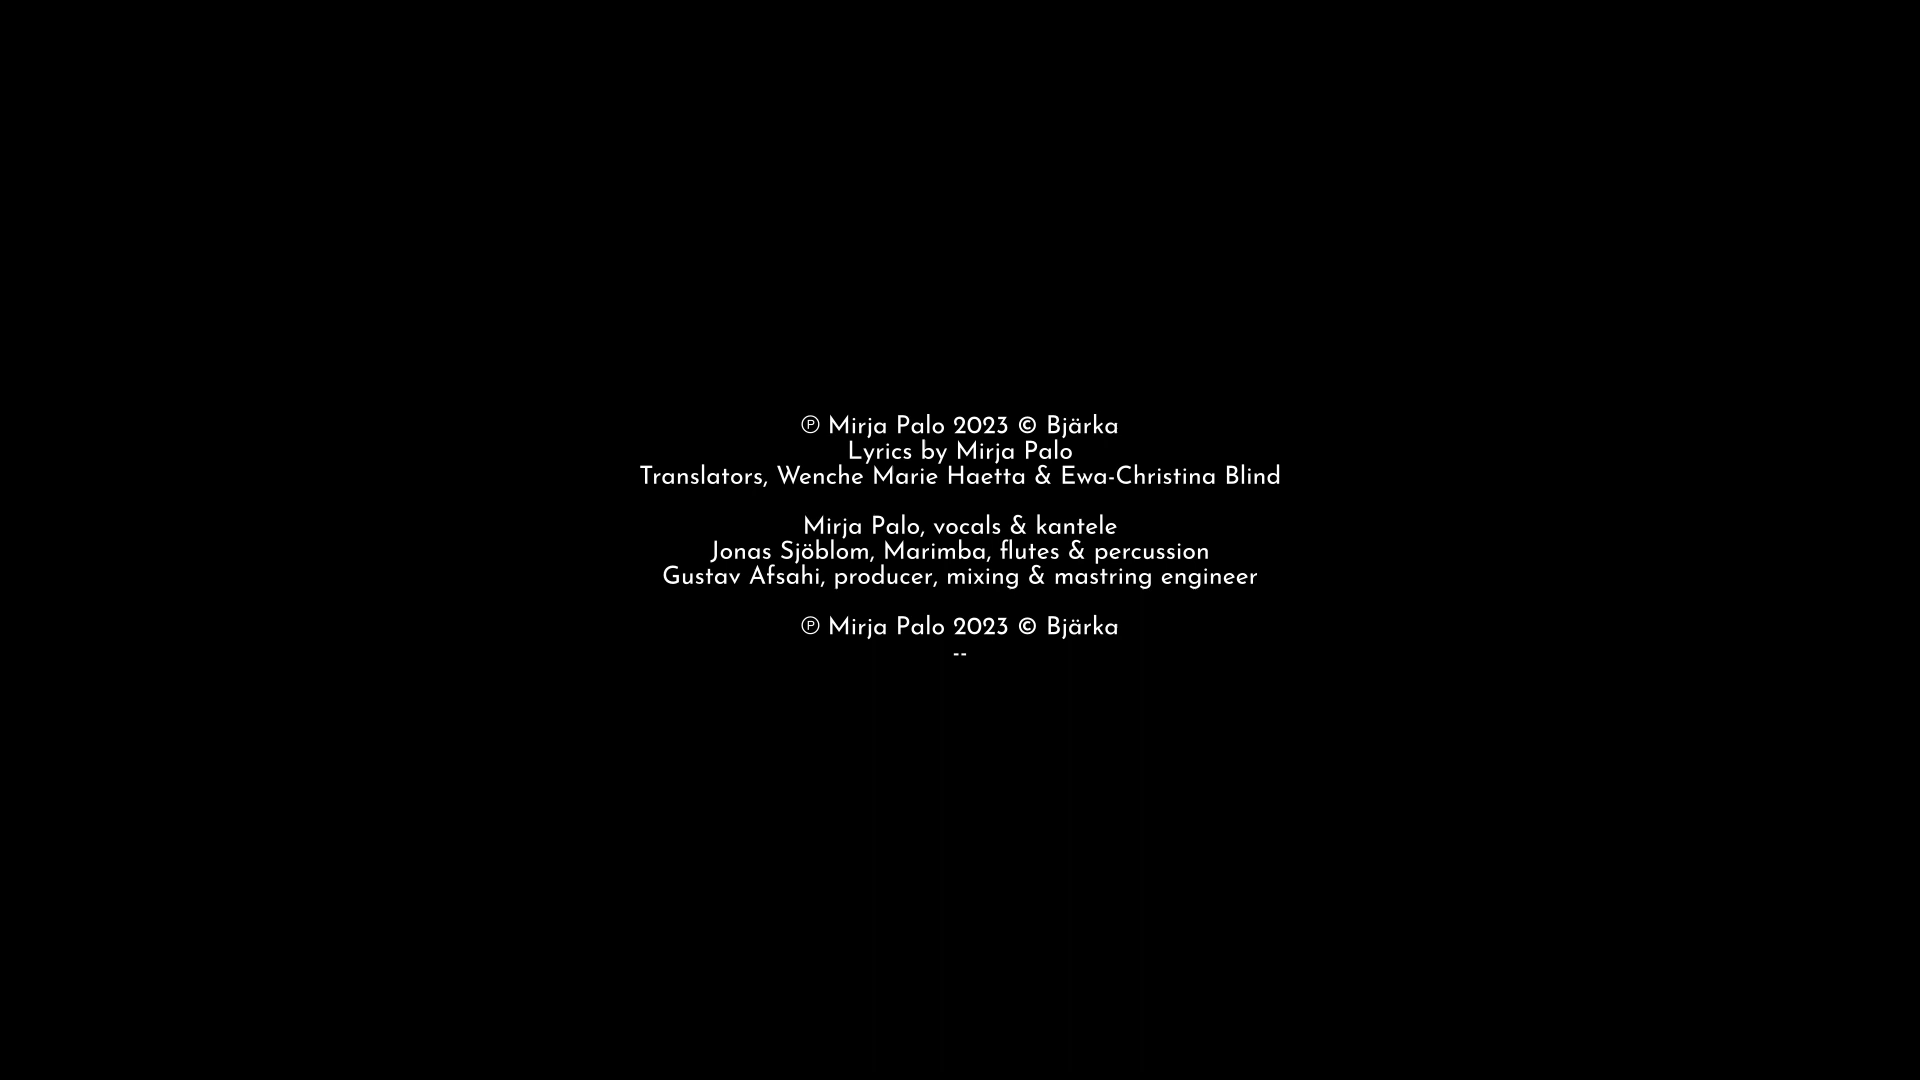 ℗ Mirja Palo 2023 © Bjärka
Lyrics by Mirja Palo
Translators, Wenche Marie Haetta & Ewa-Christina Blind
Mirja Palo, vocals & kantele
Jonas Sjöblom, Marimba, flutes & percussion
Gustav Afsahi, producer, mixing & mastring engineer
℗ Mirja Palo 2023 © Bjärka
--